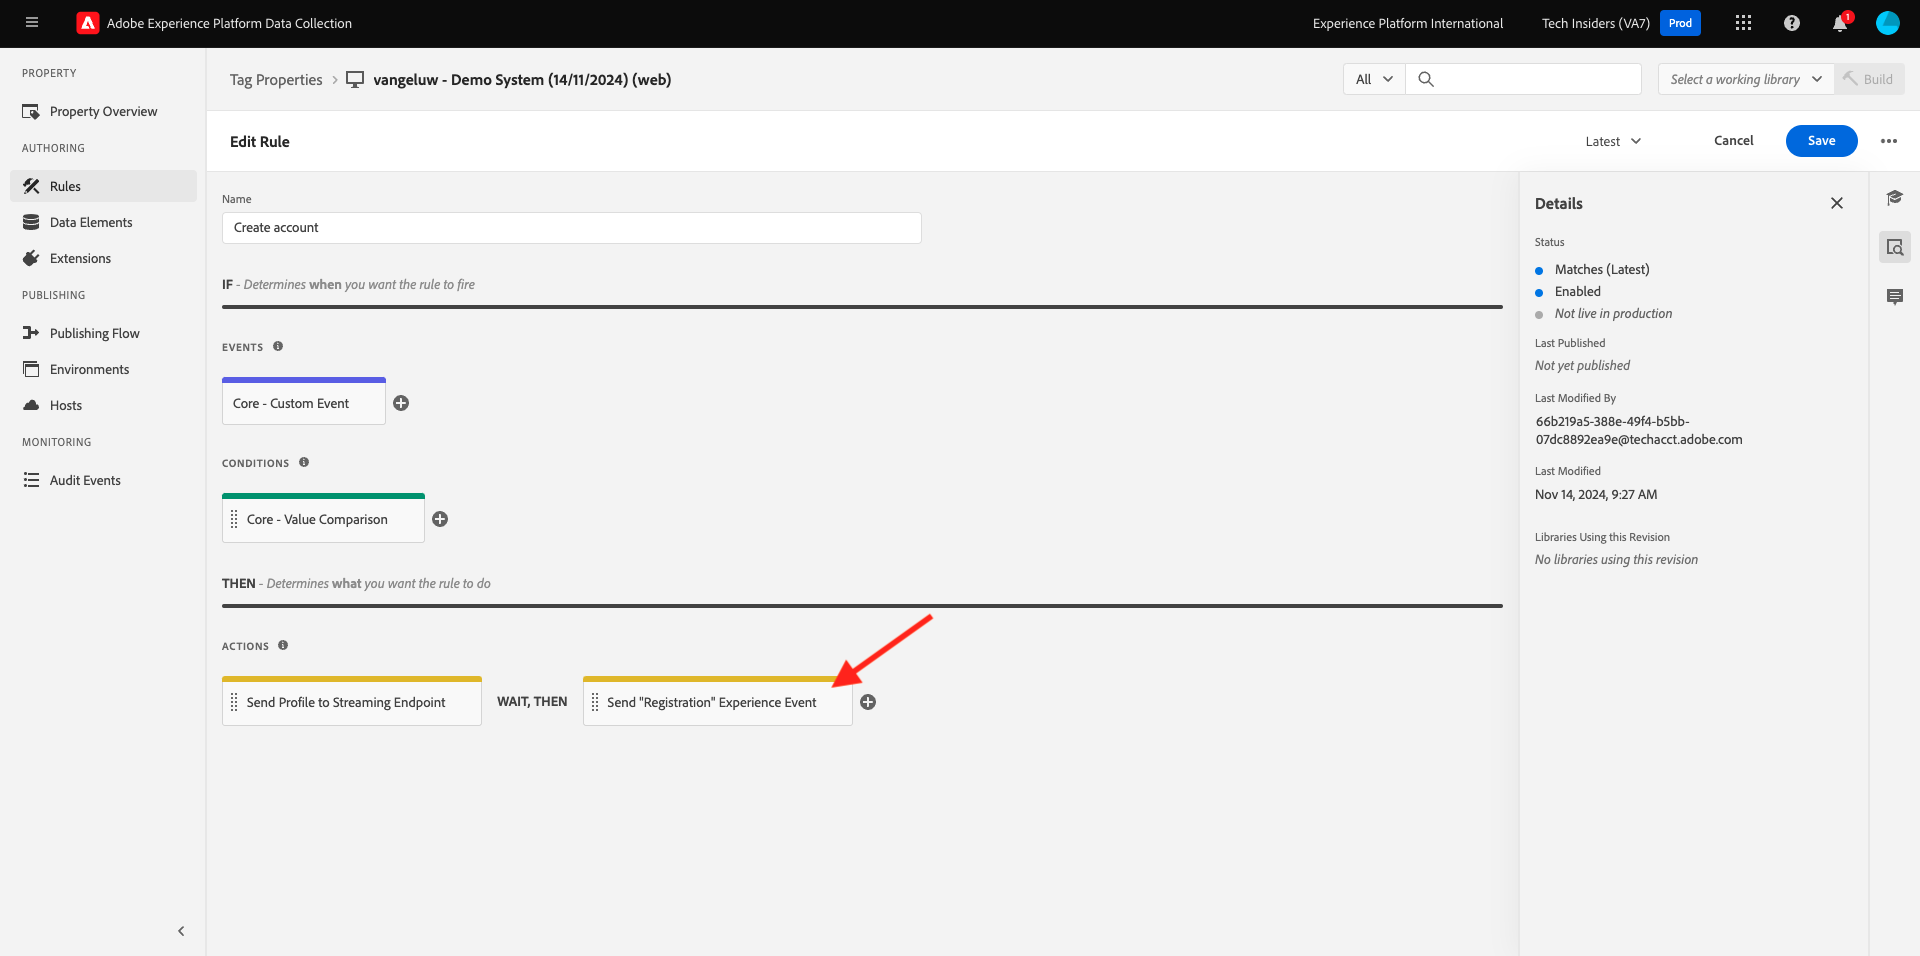 Adobe Experience Platform Data Collection
Experience Platform International
Tech Insiders (VA7)
Prod
1
PROPERTY
Property Overview
AUTHORING
Rules
Data Elements
Extensions
PUBLISHING
Publishing Flow
Environments
Hosts
MONITORING
Audit Events
Tag Properties
vangeluw - Demo System (14/11/2024) (web)
All
Select a working library
Build
Edit Rule
Latest
Cancel
Save
Name
Create account
IF - Determines when you want the rule to fire
EVENTS
Core - Custom Event
CONDITIONS
Core - Value Comparison
THEN - Determines what you want the rule to do
ACTIONS
Send Profile to Streaming Endpoint
WAIT, THEN
Send "Registration" Experience Event
Details
Status
Matches (Latest)
Enabled
Not live in production
Last Published
Not yet published
Last Modified By
66b219a5-388e-49f4-b5bb-
07dc8892ea9e@techacct.adobe.com
Last Modified
Nov 14, 2024, 9:27 AM
Libraries Using this Revision
No libraries using this revision